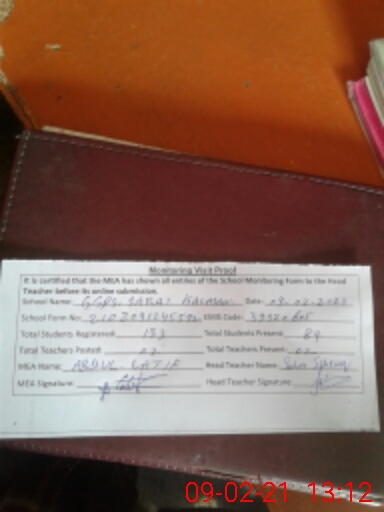 Monitoring Visit Proof
It is certified that the MEA has shown all entries of the School Monitoring Form to the Head
Teacher before its online submission.
School Name: GGPS. SARAI Date: 09-02-2021
School Form No: EMIS Code:
Total Students Registered: 153 Total Students Present: 89
Total Teachers Posted: 02 Total Teachers Present: 02
MEA Name: ABDUL LATIF Head Teacher Name:
MEA Signature: Head Teacher Signature:
09-02-21 13:12